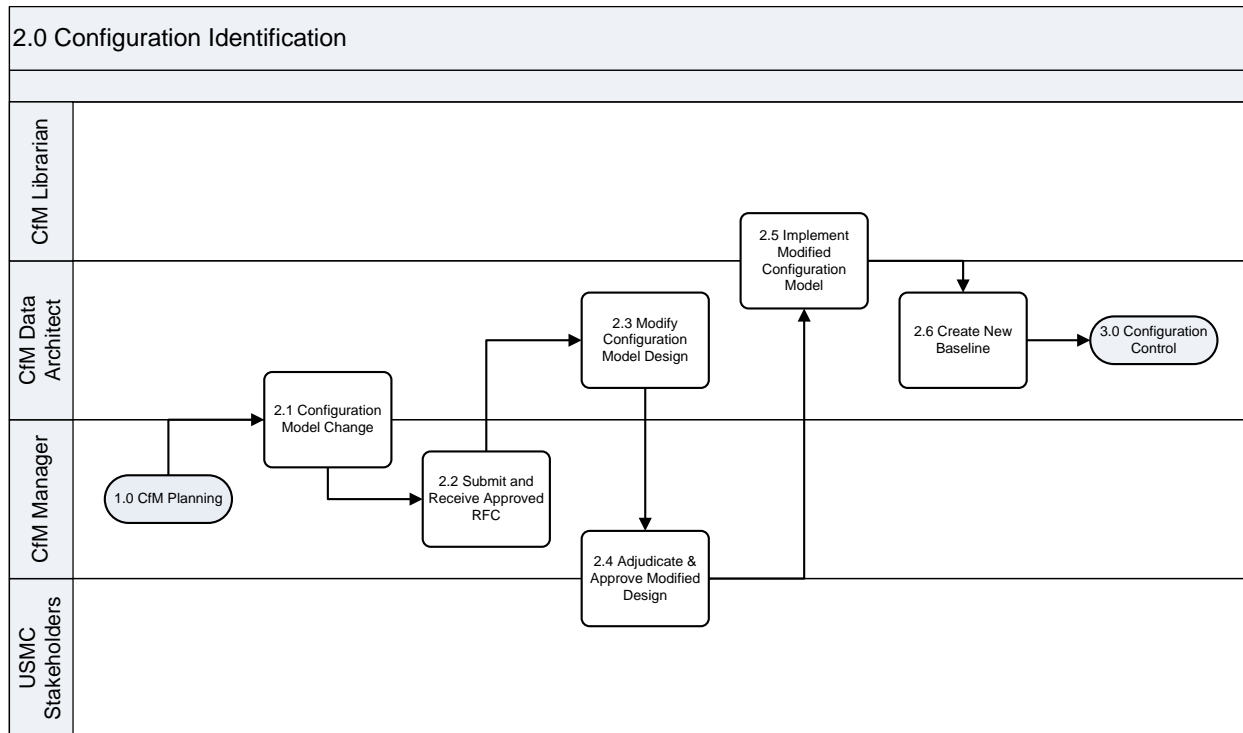 2.0 Configuration Identification
CfM Librarian
CfM Data
Architect
CfM Manager
USMC
Stakeholders
1.0 CfM Planning
2.1 Configuration
Model Change
2.2 Submit and
Receive Approved
RFC
2.3 Modify
Configuration
Model Design
2.4 Adjudicate &
Approve Modified
Design
2.5 Implement
Modified
Configuration
Model
2.6 Create New
Baseline
3.0 Configuration
Control